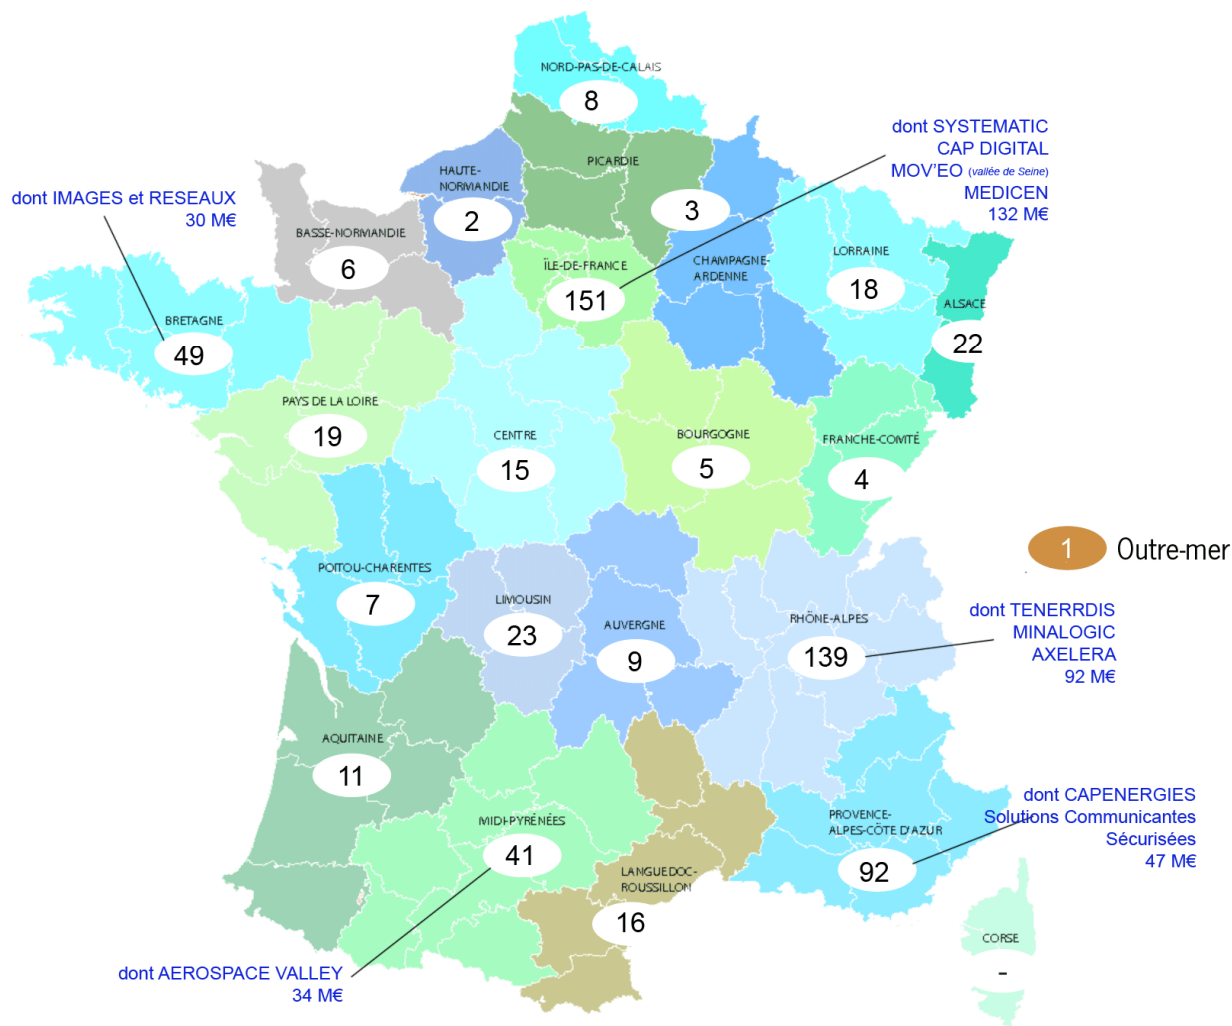 NORD-PAS-DE-CALAIS
8
dont SYSTEMATIC
CAP DIGITAL
MOV'EO (vallée de Seine)
MEDICEN
132 M€
PICARDIE
3
HAUTE-
NORMANDIE
2
dont IMAGES et RESEAUX
30 M€
BASSE-NORMANDIE
6
ÎLE-DE-FRANCE
151
CHAMPAGNE-
ARDENNE
LORRAINE
18
ALSACE
22
BRETAGNE
49
PAYS DE LA LOIRE
19
CENTRE
15
BOURGOGNE
5
FRANCHE-COMTÉ
4
1 Outre-mer
POITOU-CHARENTES
7
LIMOUSIN
23
AUVERGNE
9
RHÔNE-ALPES
139
dont TENERRDIS
MINALOGIC
AXELERA
92 M€
AQUITAINE
11
MIDI-PYRÉNÉES
41
LANGUEDOC-
ROUSSILLON
16
PROVENCE-
ALPES-CÔTE D'AZUR
92
dont CAPENERGIES
Solutions Communicantes
Sécurisées
47 M€
CORSE
-
dont AEROSPACE VALLEY
34 M€